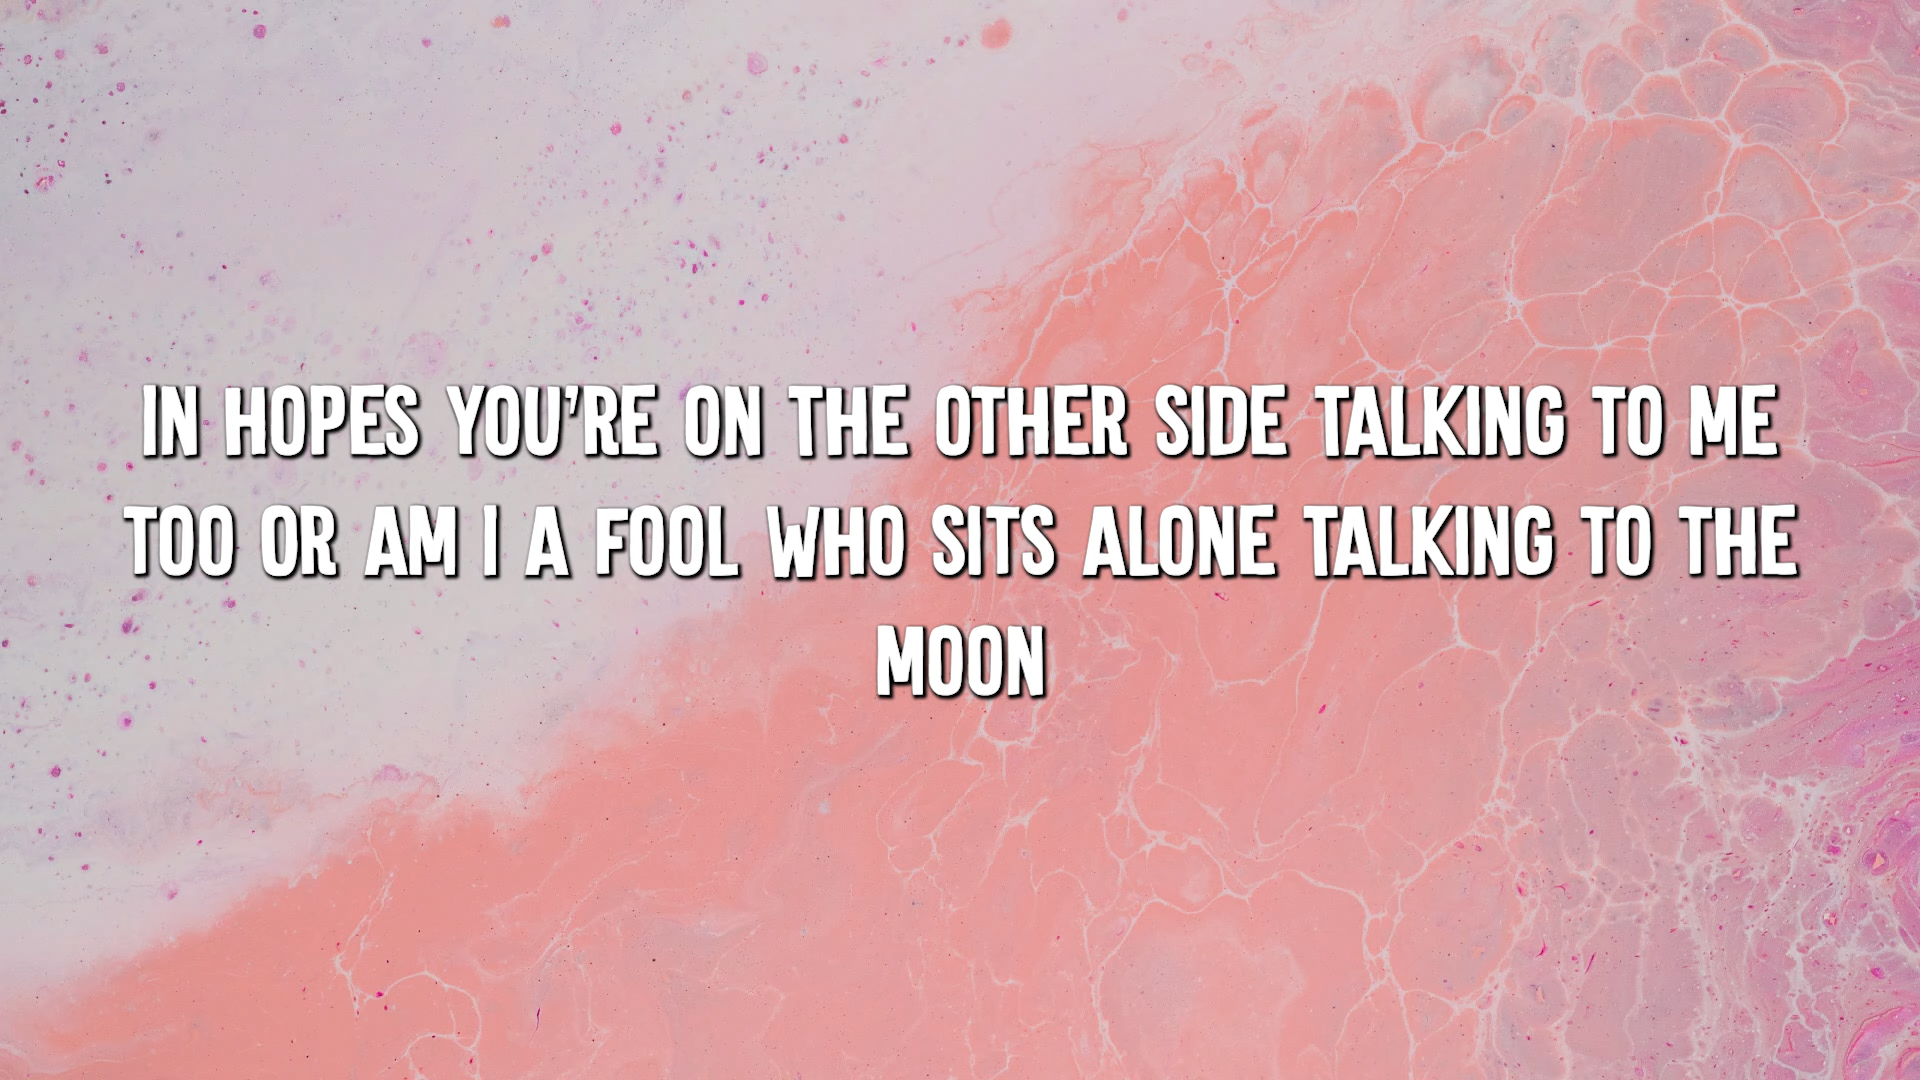 IN HOPES YOU'RE ON THE OTHER SIDE TALKING TO ME
TOO OR AM I A FOOL WHO SITS ALONE TALKING TO THE
MOON